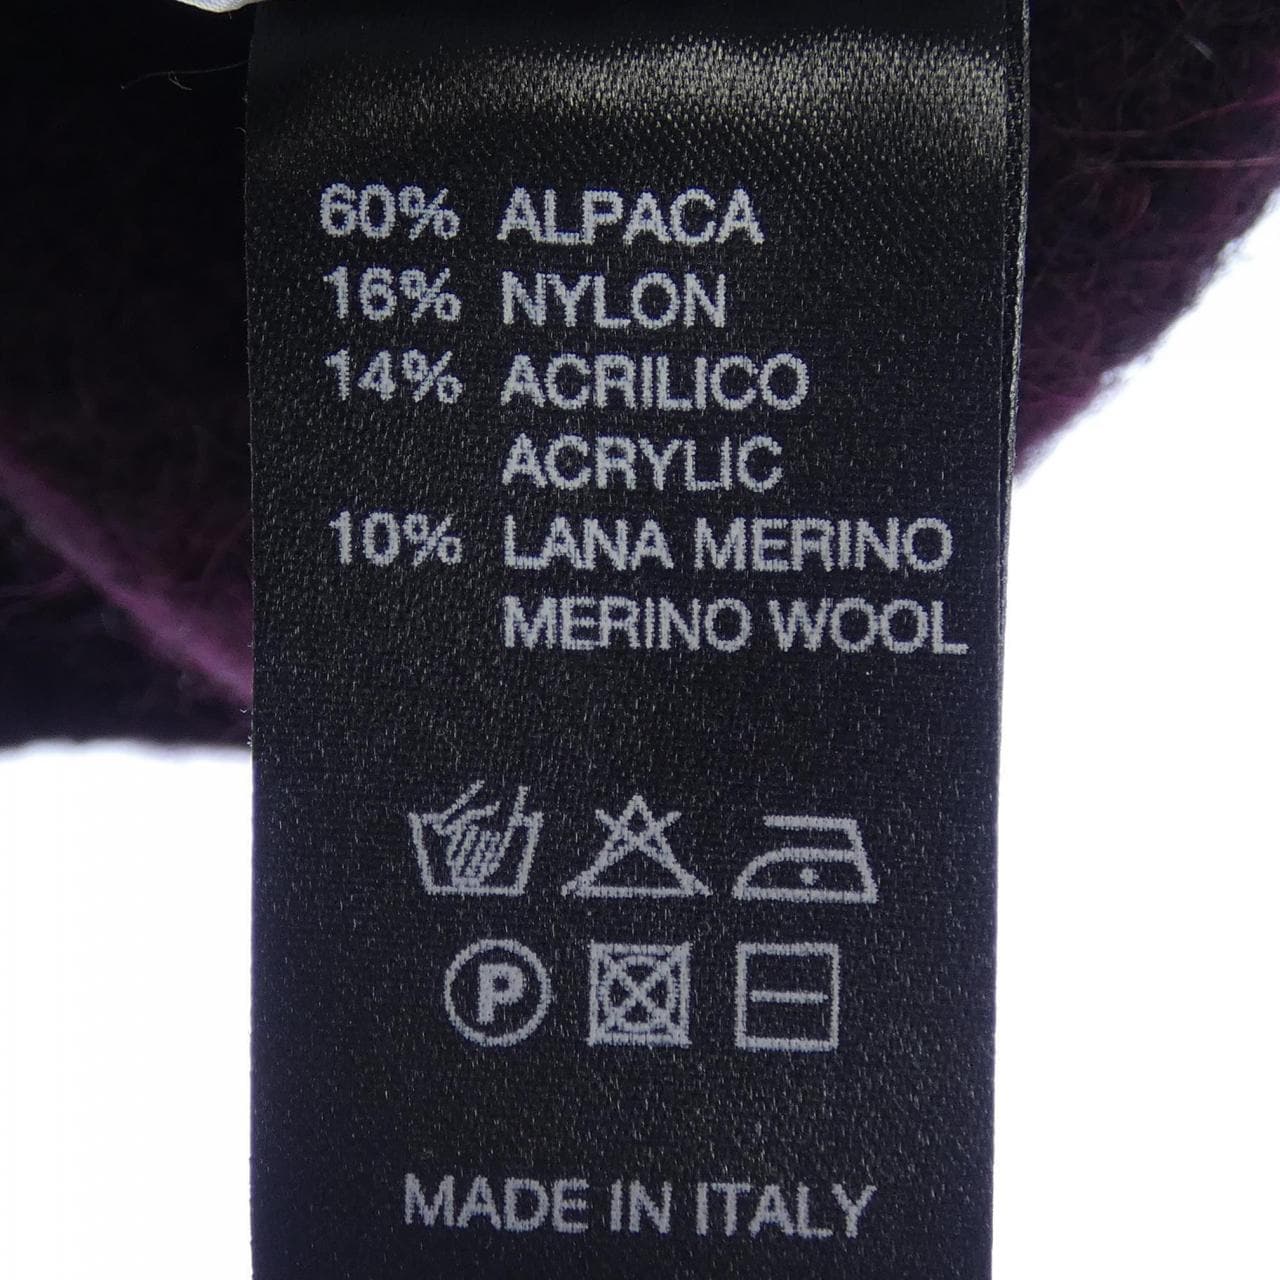 60% ALPACA
16% NYLON
14% ACRILICO
ACRYLIC
10% LANA MERINO
MERINO WOOL
P
MADE IN ITALY